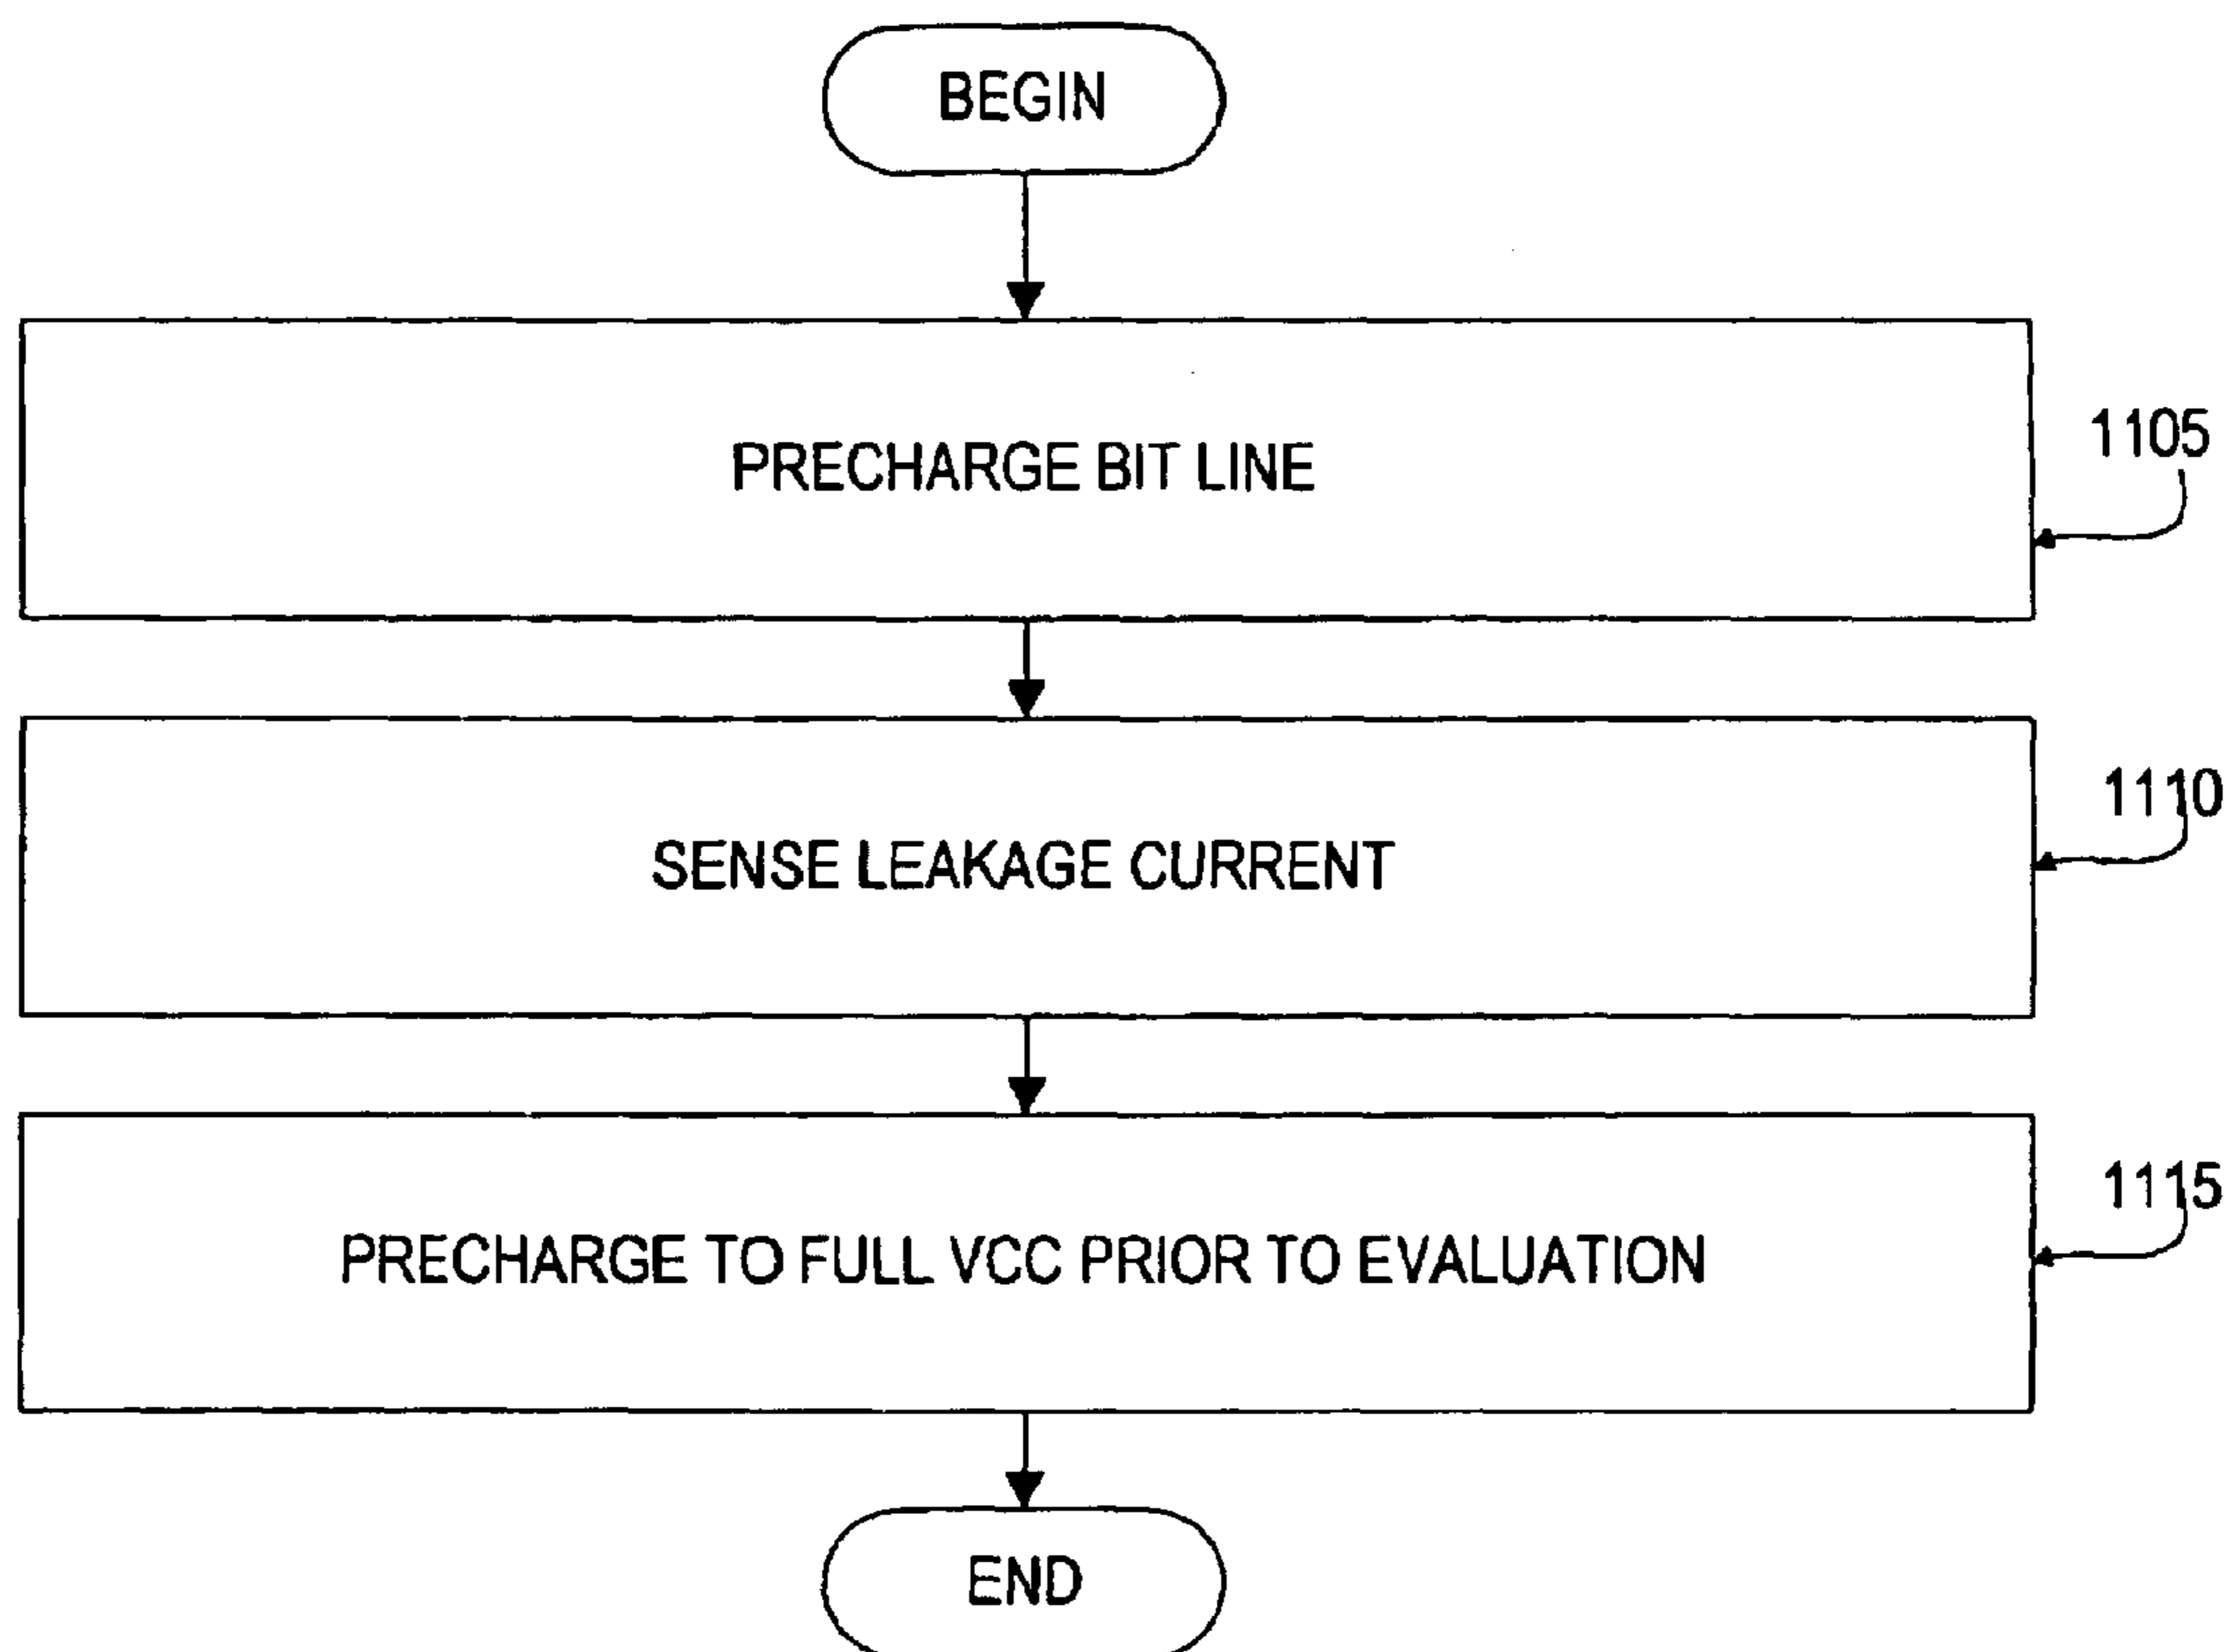 BEGIN
PRECHARGE BIT LINE
1105
SENSE LEAKAGE CURRENT
1110
PRECHARGE TO FULL VCC PRIOR TO EVALUATION
1115
END